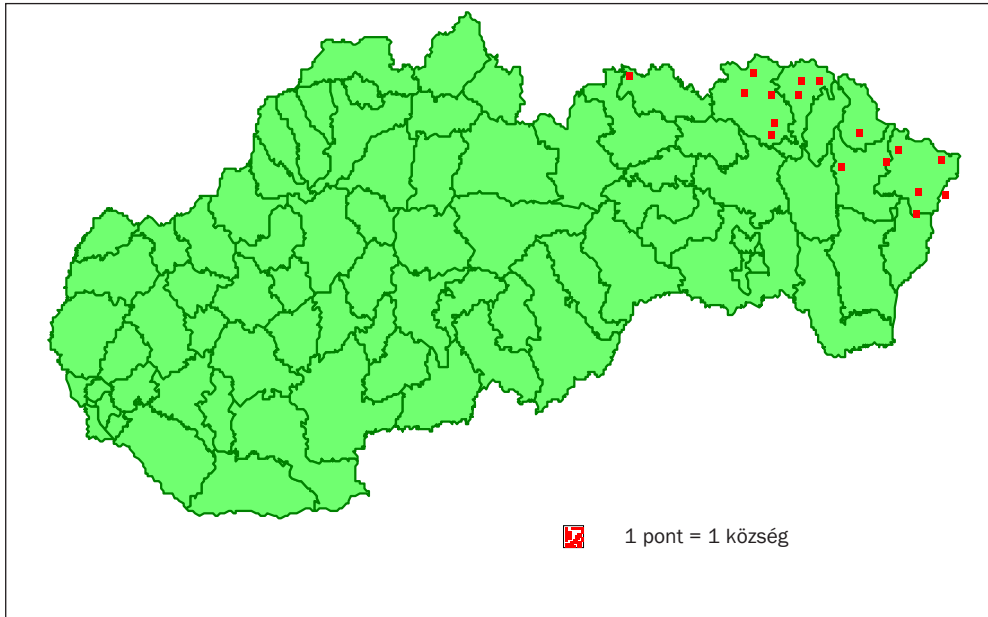 1 pont = 1 község